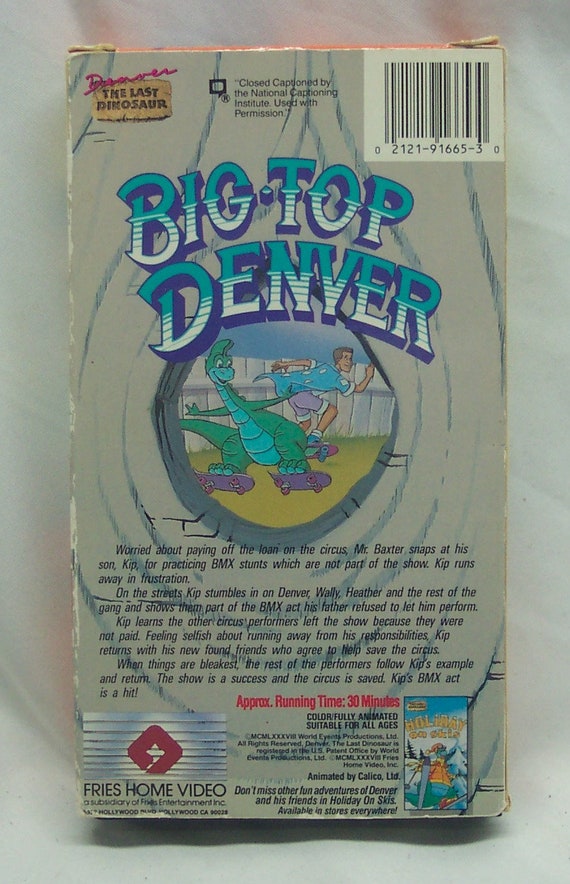 Denver
THE LAST
DINOSAUR
"Closed Captioned by
the National Captioning
Institute. Used with
Permission."
0 2121-91665-3 0
BIG·TOP
DENVER
Worried about paying off the loan on the circus, Mr. Baxter snaps at his
son, Kip, for practicing BMX stunts which are not part of the show. Kip runs
away in frustration.
On the streets Kip stumbles in on Denver, Wally, Heather and the rest of the
gang and shows them part of the BMX act his father refused to let him perform.
Kip learns the other circus performers left the show because they were
not paid. Feeling selfish about running away from his responsibilities, Kip
returns with his new found friends who agree to help save the circus.
When things are bleakest, the rest of the performers follow Kip's example
and return. The show is a success and the circus is saved. Kip's BMX act
is a hit!
Approx. Running Time: 30 Minutes
COLOR/FULLY ANIMATED
SUITABLE FOR ALL AGES
©MCMLXXXVIII World Events Productions, Ltd.
All Rights Reserved, Denver, The Last Dinosaur is
registered in the U.S. Patent Office by World
Events Productions, Ltd. ©MCMLXXXVIII Fries
Home Video, Inc.
Animated by Calico, Ltd.
Don't miss other fun adventures of Denver
and his friends in Holiday On Skis.
Available in stores everywhere!
HOLIDAY
ON SKIS
FRIES HOME VIDEO
a subsidiary of Fries Entertainment Inc.
HOLLYWOOD BLVD HOLLYWOOD CA 90028